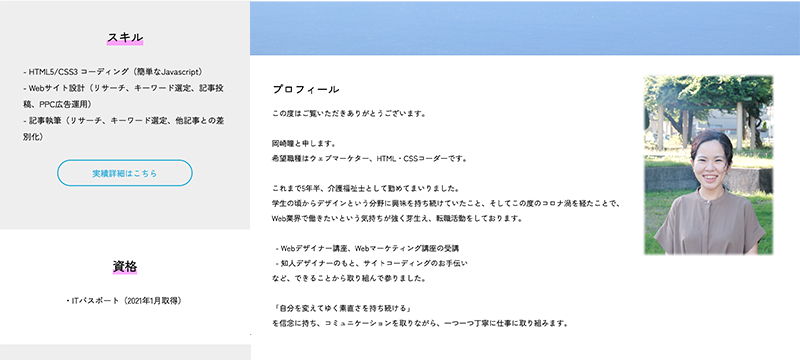 スキル
- HTML5/CSS3 コーディング（簡単なJavascript）
- Webサイト設計（リサーチ、キーワード選定、記事投
稿、PPC広告運用）
- 記事執筆（リサーチ、キーワード選定、他記事との差
別化）
実績詳細はこちら
資格
・ITパスポート（2021年1月取得）
プロフィール
この度はご覧いただきありがとうございます。
岡崎瞳と申します。
希望職種はウェブマーケター、HTML・CSSコーダーです。
これまで5年半、介護福祉士として勤めてまいりました。
学生の頃からデザインという分野に興味を持ち続けていたこと、そしてこの度のコロナ渦を経たことで、
Web業界で働きたいという気持ちが強く芽生え、転職活動をしております。
- Webデザイナー講座、Webマーケティング講座の受講
- 知人デザイナーのもと、サイトコーディングのお手伝い
など、できることから取り組んで参りました。
「自分を変えてゆく素直さを持ち続ける」
を信念に持ち、コミュニケーションを取りながら、一つ一つ丁寧に仕事に取り組みます。